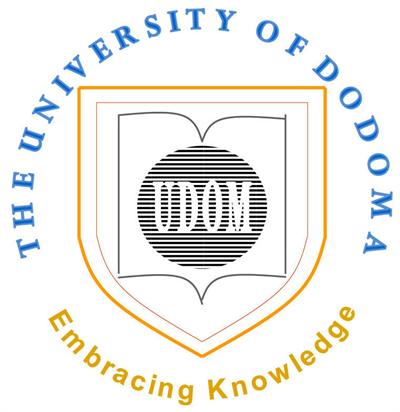 THE UNIVERSITY OF DODOMA
UDOM
Embracing Knowledge